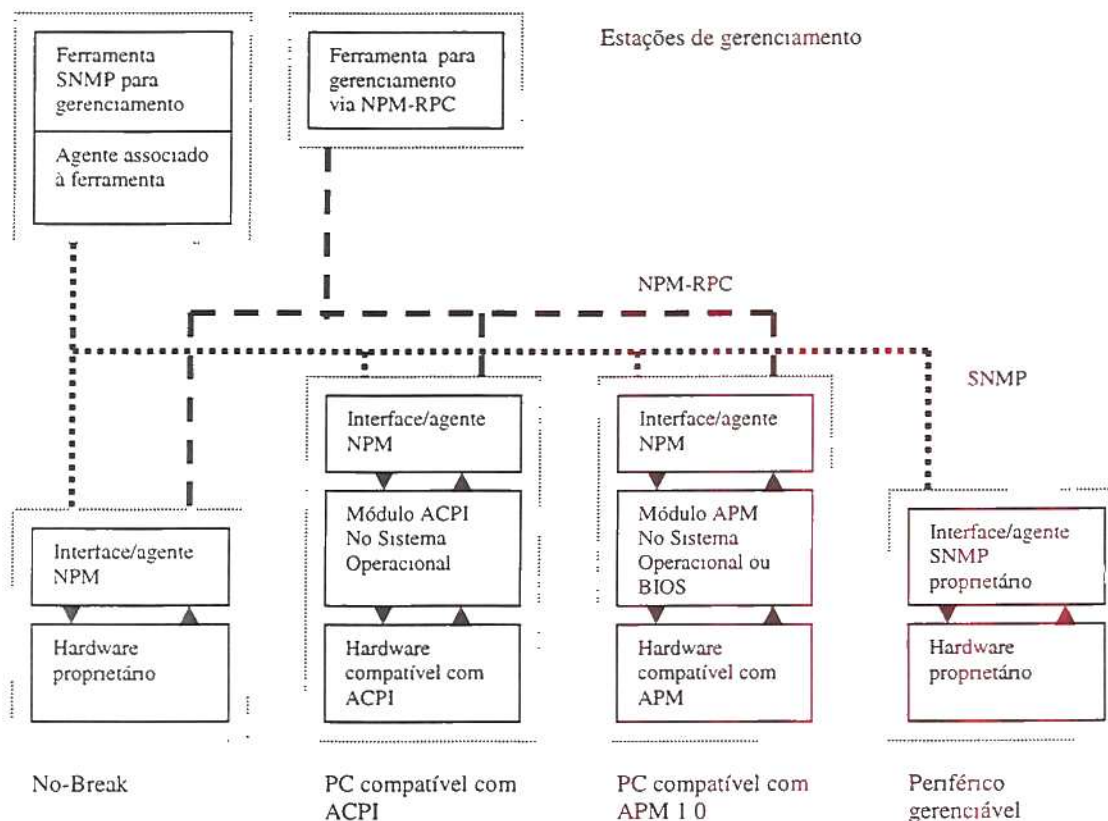 Estações de gerenciamento
Ferramenta
SNMP para
gerenciamento
Agente associado
à ferramenta
Ferramenta para
gerenciamento
via NPM-RPC
NPM-RPC
SNMP
Interface/agente
NPM
Hardware
proprietário
No-Break
Interface/agente
NPM
Módulo ACPI
No Sistema
Operacional
Hardware
compatível com
ACPI
PC compatível com
ACPI
Interface/agente
NPM
Módulo APM
No Sistema
Operacional ou
BIOS
Hardware
compatível com
APM
PC compatível com
APM 1 0
Interface/agente
SNMP
proprietário
Hardware
proprietário
Periférico
gerenciável